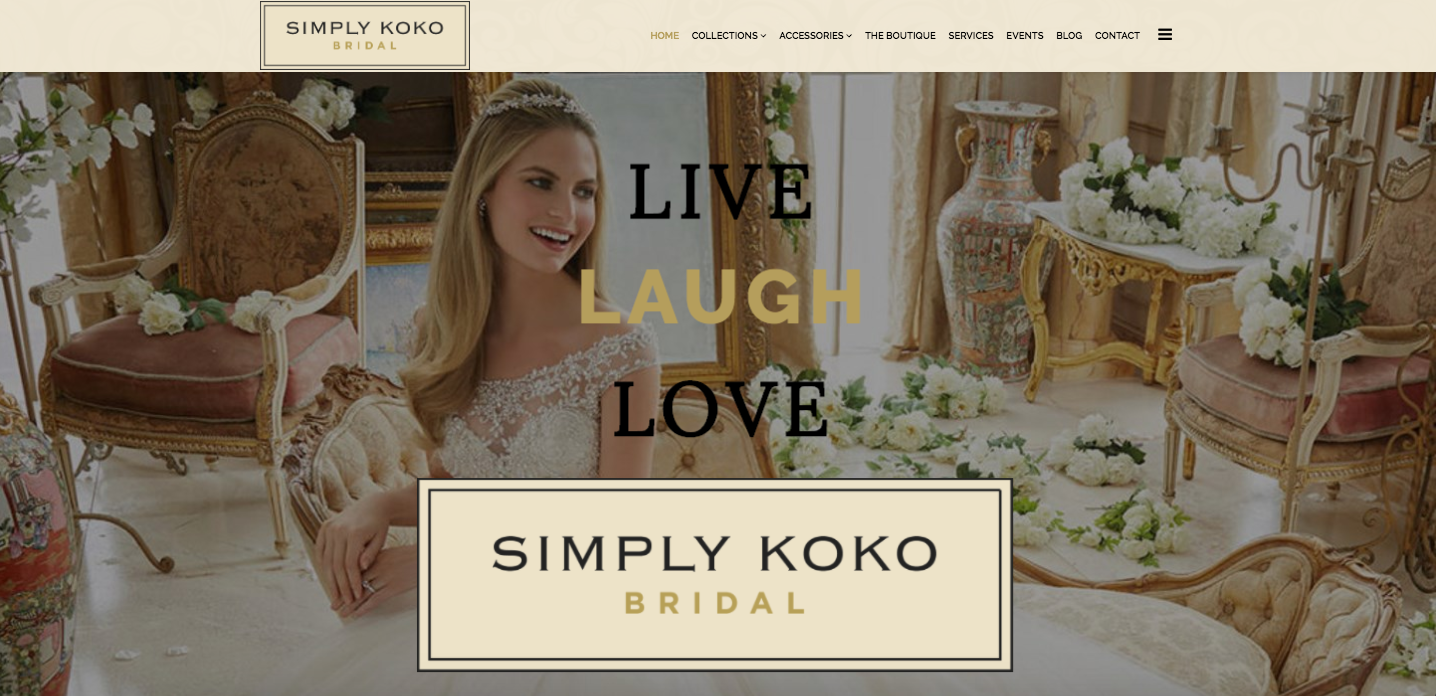 SIMPLY KOKO
BRIDAL
HOME COLLECTIONS ACCESSORIES THE BOUTIQUE SERVICES EVENTS BLOG CONTACT
LIVE
LAUGH
LOVE
SIMPLY KOKO
BRIDAL